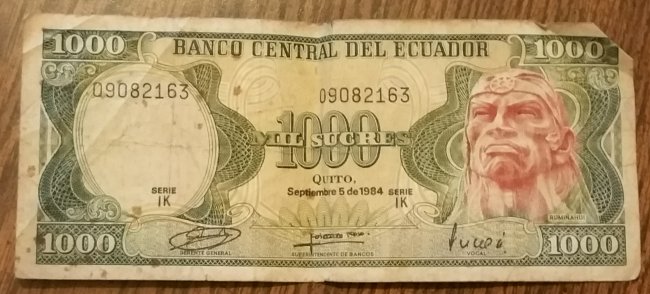 1000 BANCO CENTRAL DEL ECUADOR 1000
09082163 09082163
1000
MIL SUCRES
QUITO,
Septiembre 5 de 1984
SERIE SERIE
IK IK
RUMIÑAHUI
1000 1000
GERENTE GENERAL SUPERINTENDENTE DE BANCOS VOCAL